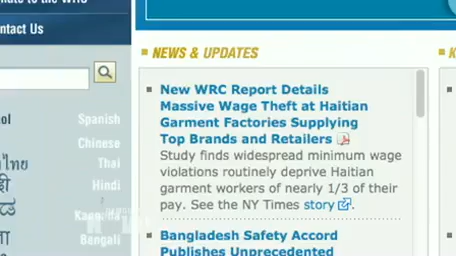 ntact Us
NEWS & UPDATES
New WRC Report Details
Massive Wage Theft at Haitian
Garment Factories Supplying
Top Brands and Retailers
Study finds widespread minimum wage
violations routinely deprive Haitian
garment workers of nearly 1/3 of their
pay. See the NY Times story
Bangladesh Safety Accord
Publishes Unprecedented
Spanish
Chinese
ไทย Thai
Hindi
Kannada
Bengali